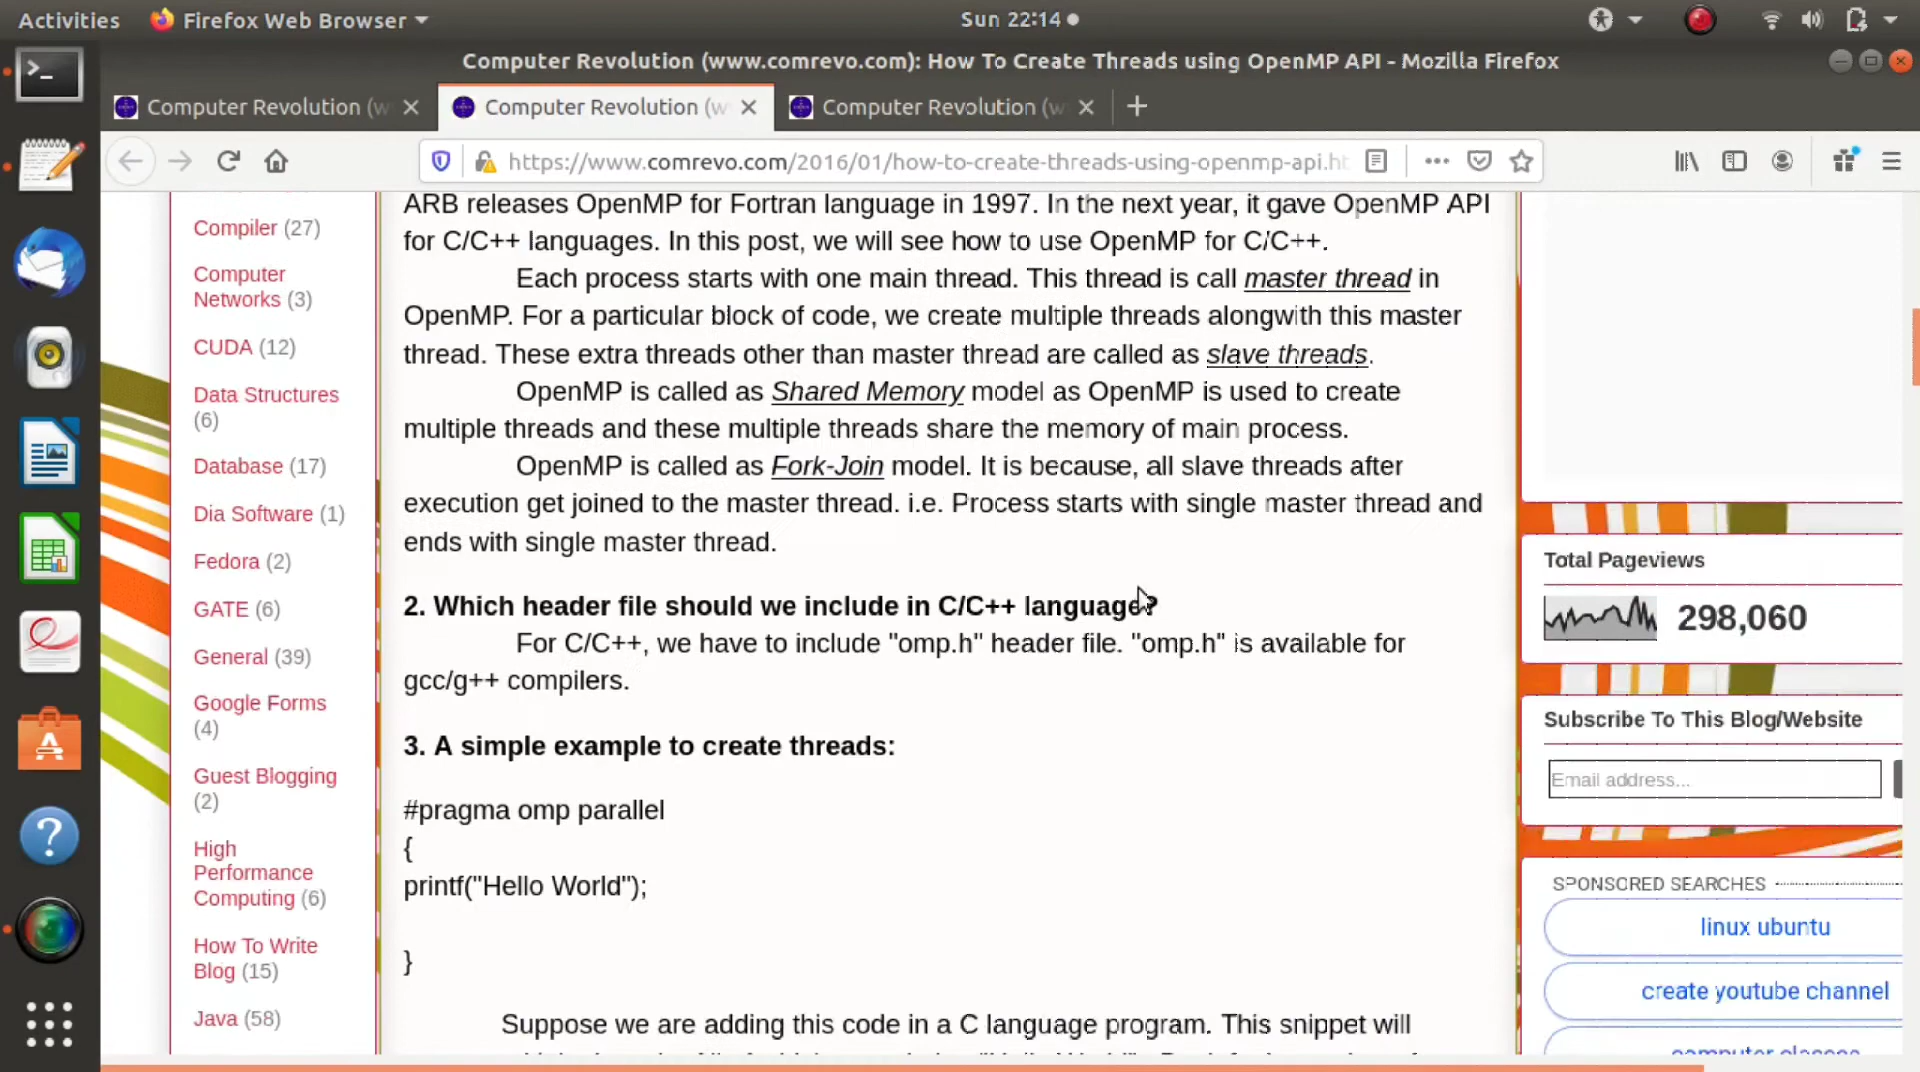 Activities Firefox Web Browser Sun 22:14
Computer Revolution (www.comrevo.com): How To Create Threads using OpenMP API - Mozilla Firefox
Computer Revolution (w Computer Revolution (w Computer Revolution (w
https://www.comrevo.com/2016/01/how-to-create-threads-using-openmp-api.ht
Compiler (27)
Computer
Networks (3)
CUDA (12)
Data Structures
(6)
Database (17)
Dia Software (1)
Fedora (2)
GATE (6)
General (39)
Google Forms
(4)
Guest Blogging
(2)
High
Performance
Computing (6)
How To Write
Blog (15)
Java (58)
ARB releases OpenMP for Fortran language in 1997. In the next year, it gave OpenMP API
for C/C++ languages. In this post, we will see how to use OpenMP for C/C++.
Each process starts with one main thread. This thread is call master thread in
OpenMP. For a particular block of code, we create multiple threads alongwith this master
thread. These extra threads other than master thread are called as slave threads.
OpenMP is called as Shared Memory model as OpenMP is used to create
multiple threads and these multiple threads share the memory of main process.
OpenMP is called as Fork-Join model. It is because, all slave threads after
execution get joined to the master thread. i.e. Process starts with single master thread and
ends with single master thread.
2. Which header file should we include in C/C++ language?
For C/C++, we have to include "omp.h" header file. "omp.h" is available for
gcc/g++ compilers.
3. A simple example to create threads:
#pragma omp parallel
{
printf("Hello World");
}
Suppose we are adding this code in a C language program. This snippet will
Total Pageviews
298,060
Subscribe To This Blog/Website
Email address...
SPONSORED SEARCHES
linux ubuntu
create youtube channel
computer classes